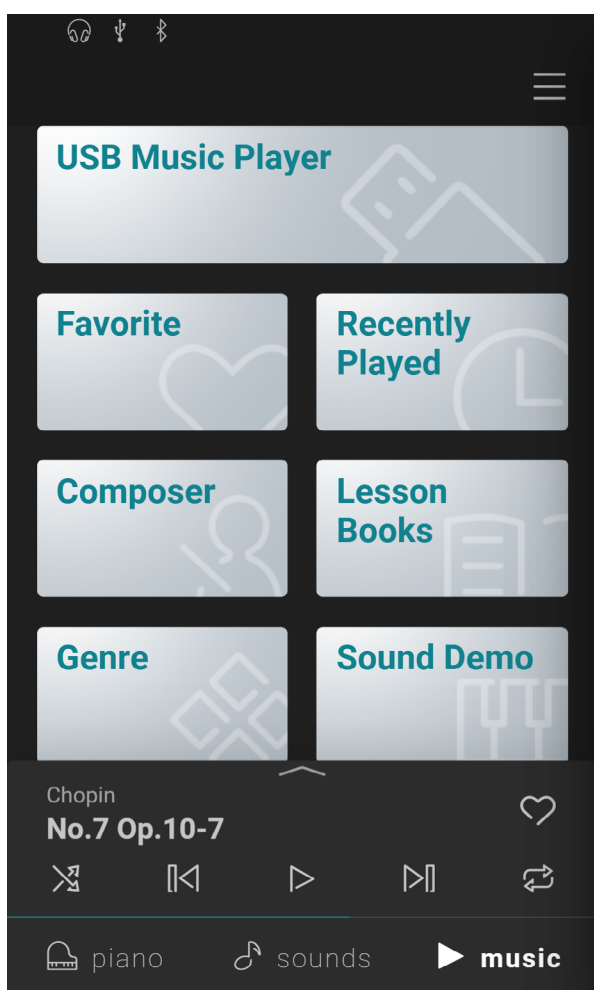 USB Music Player
Favorite
Recently
Played
Composer
Lesson
Books
Genre
Sound Demo
Chopin
No.7 Op.10-7
piano
sounds
music